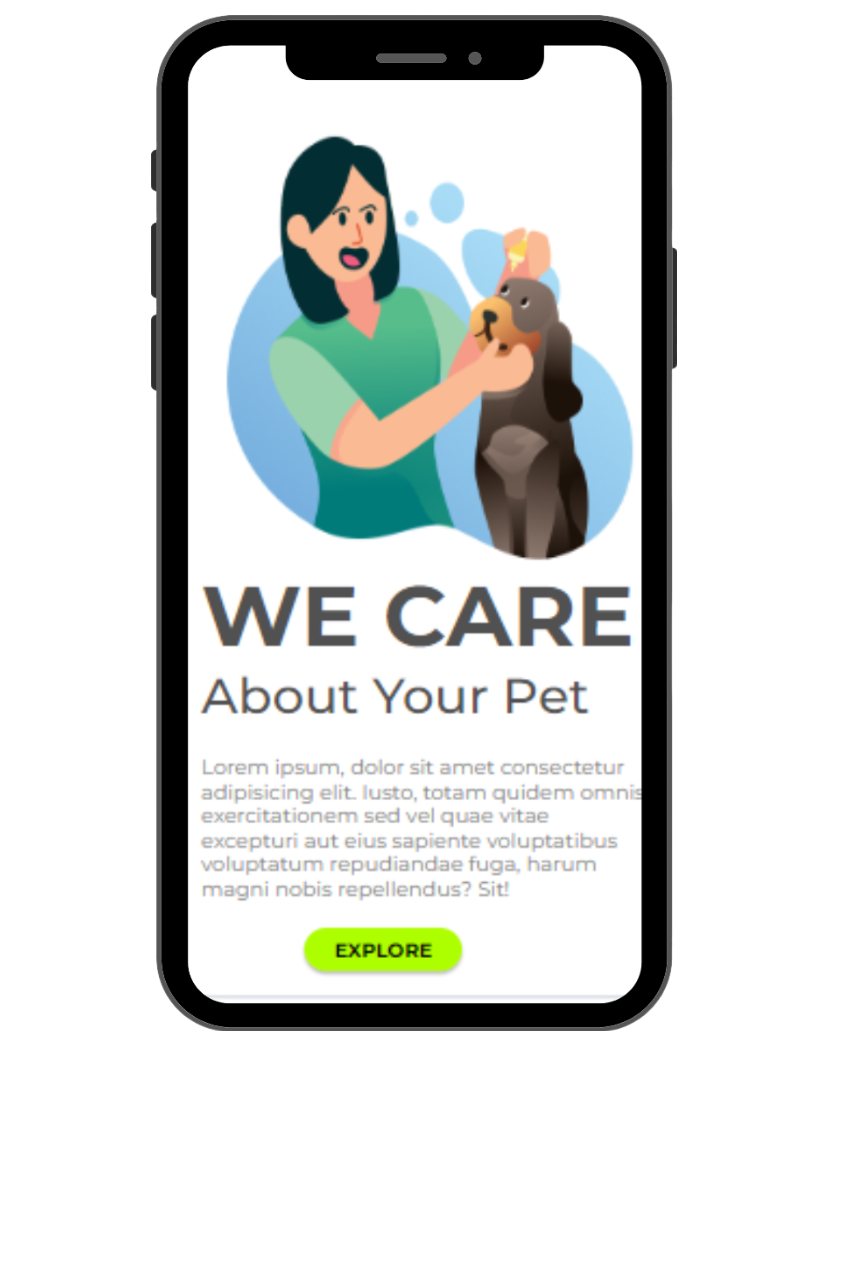 WE CARE
About Your Pet
Lorem ipsum, dolor sit amet consectetur
adipisicing elit. Iusto, totam quidem omnis
exercitationem sed vel quae vitae
excepturi aut eius sapiente voluptatibus
voluptatum repudiandae fuga, harum
magni nobis repellendus? Sit!
EXPLORE